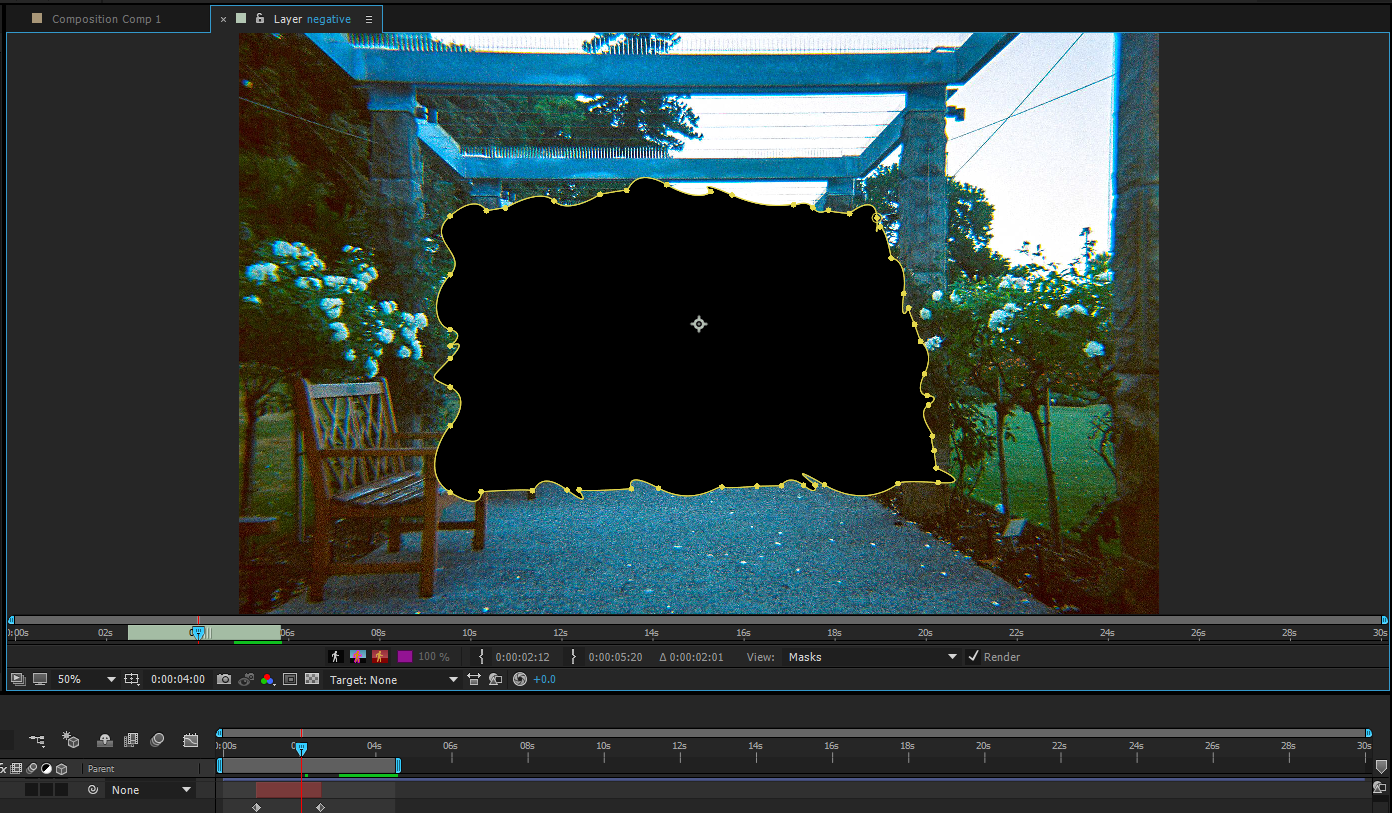 Composition Comp 1
× Layer negative ≡
0:00s 02s 06s 08s 10s 12s 14s 16s 18s 20s 22s 24s 26s 28s 30s
100 % { 0:00:02:12 } 0:00:05:20 Δ 0:00:02:01 View: Masks Render
50% 0:00:04:00 Target: None +0.0
0:00s 04s 06s 08s 10s 12s 14s 16s 18s 20s 22s 24s 26s 28s 30s
Parent
None